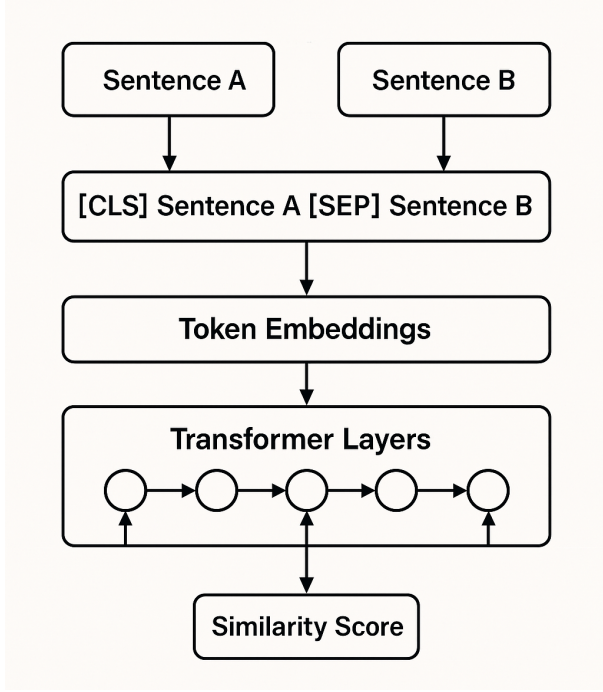 Sentence A
Sentence B
[CLS] Sentence A [SEP] Sentence B
Token Embeddings
Transformer Layers
Similarity Score